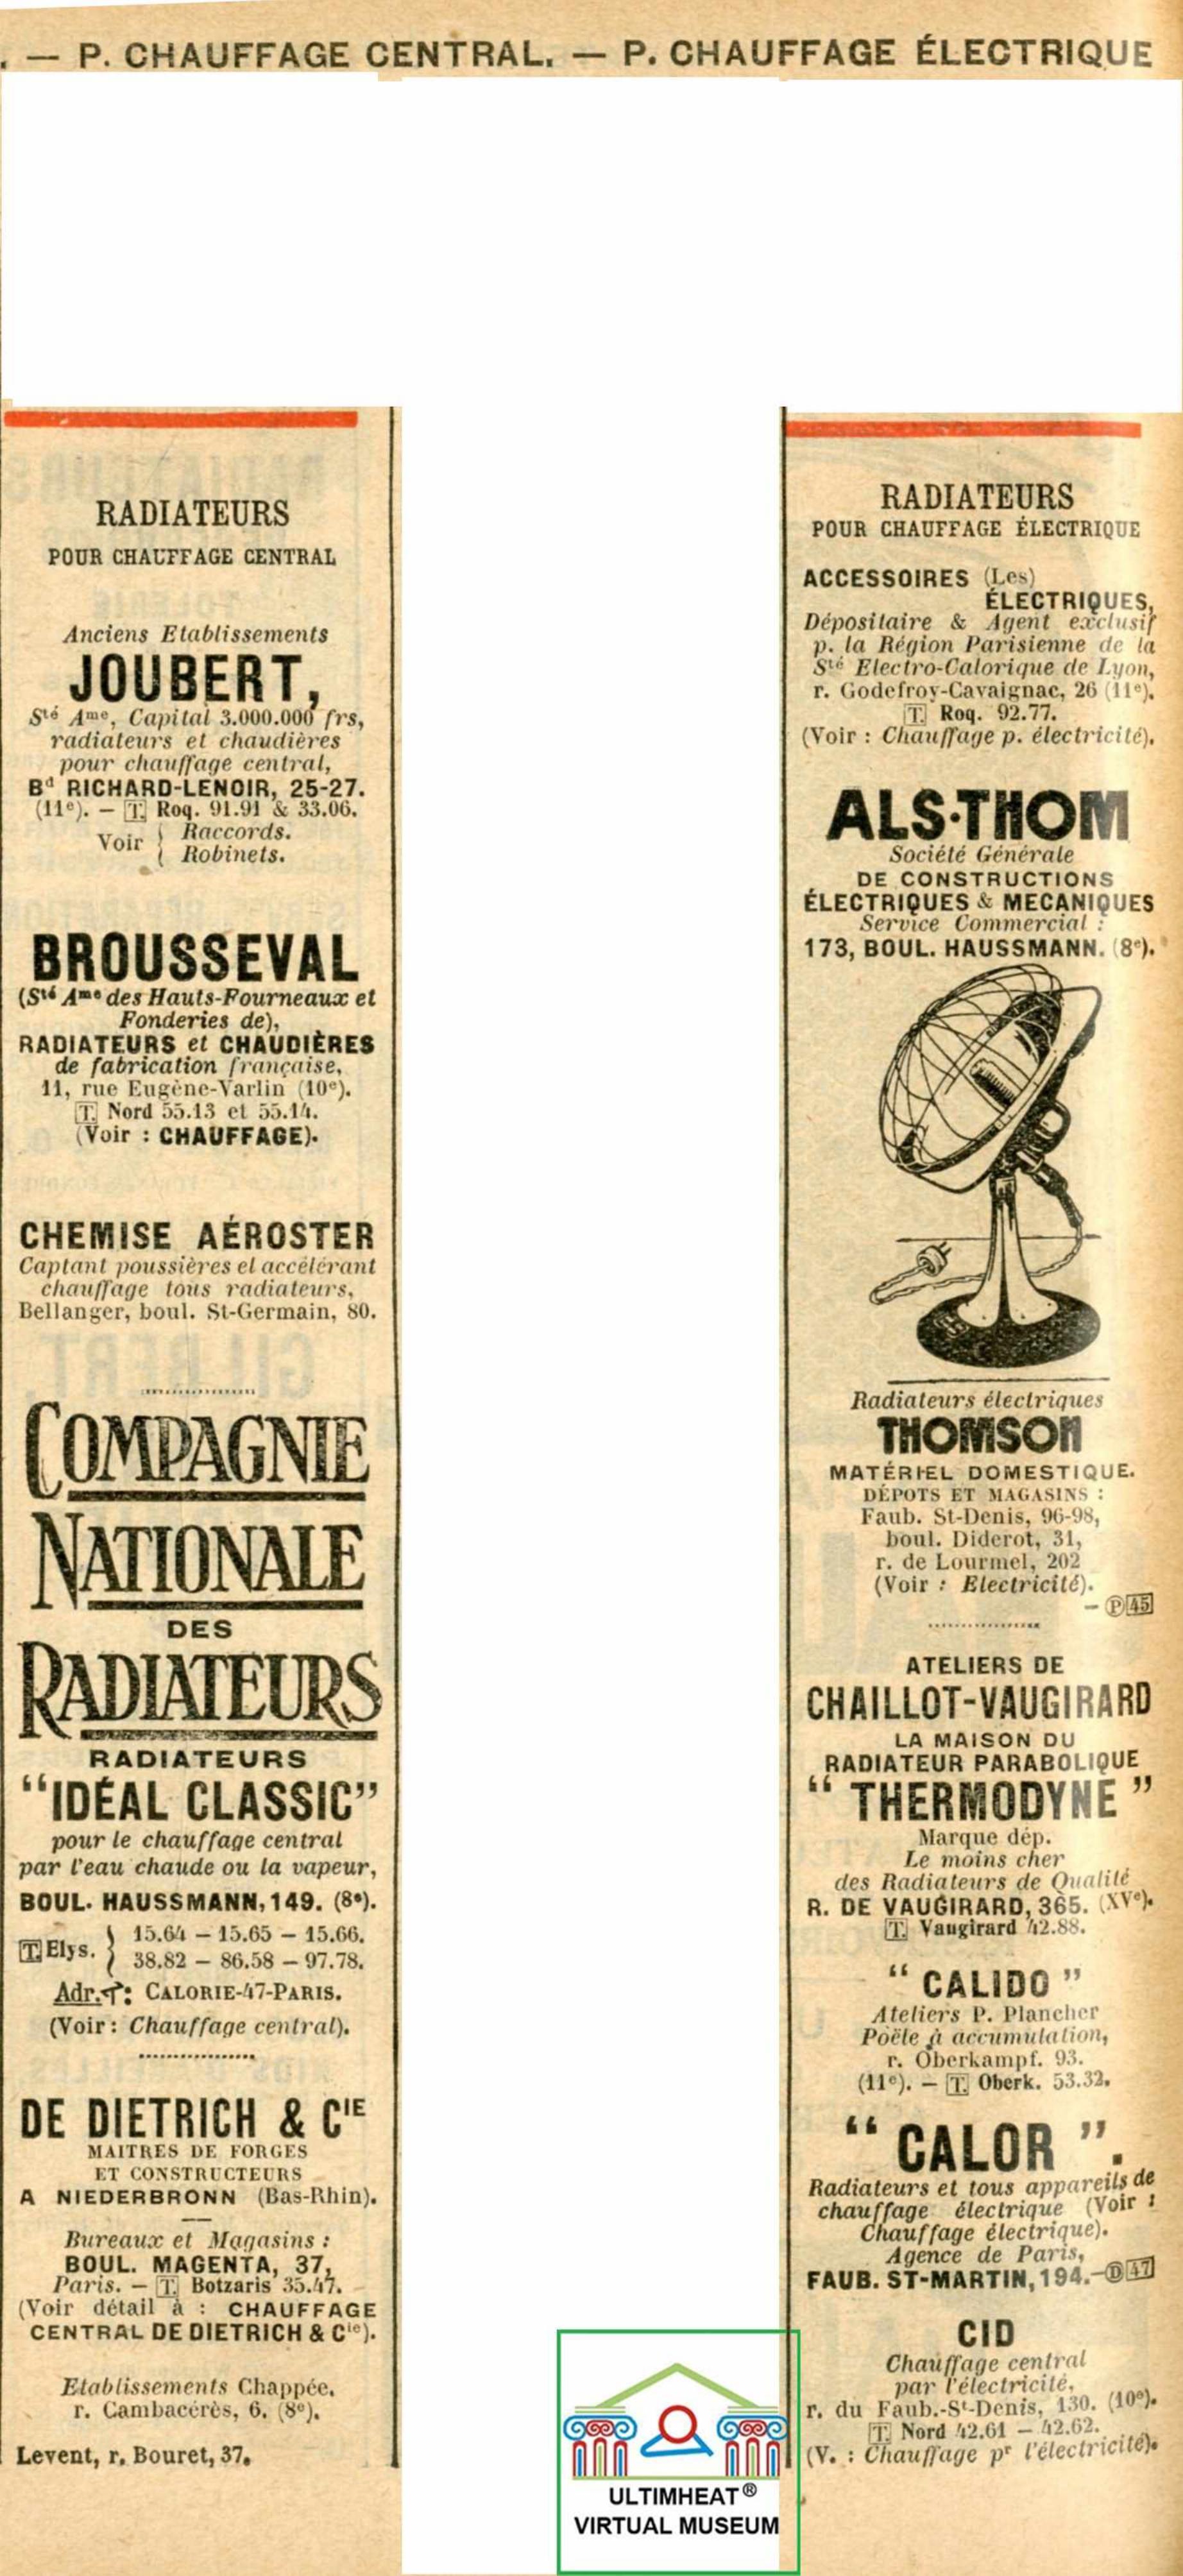 . — P. CHAUFFAGE CENTRAL. — P. CHAUFFAGE ÉLECTRIQUE
RADIATEURS
POUR CHAUFFAGE CENTRAL
Anciens Etablissements
JOUBERT,
Sté Ame, Capital 3.000.000 frs,
radiateurs et chaudières
pour chauffage central,
Bd RICHARD-LENOIR, 25-27.
(11e). — T. Roq. 91.91 & 33.06.
Voir { Raccords.
{ Robinets.
BROUSSEVAL
(Sté Ame des Hauts-Fourneaux et
Fonderies de),
RADIATEURS et CHAUDIÈRES
de fabrication française,
11, rue Eugène-Varlin (10e).
T. Nord 55.13 et 55.14.
(Voir : CHAUFFAGE).
CHEMISE AÉROSTER
Captant poussières et accélérant
chauffage tous radiateurs,
Bellanger, boul. St-Germain, 80.
COMPAGNIE
NATIONALE
DES
RADIATEURS
RADIATEURS
“IDÉAL CLASSIC”
pour le chauffage central
par l'eau chaude ou la vapeur,
BOUL. HAUSSMANN, 149. (8e).
T. Elys. } 15.64 — 15.65 — 15.66.
38.82 — 86.58 — 97.78.
Adr. T: CALORIE-47-PARIS.
(Voir : Chauffage central).
DE DIETRICH & CIE
MAITRES DE FORGES
ET CONSTRUCTEURS
A NIEDERBRONN (Bas-Rhin).
Bureaux et Magasins :
BOUL. MAGENTA, 37,
Paris. — T. Botzaris 35.47.
(Voir détail à : CHAUFFAGE
CENTRAL DE DIETRICH & Cie).
Etablissements Chappée,
r. Cambacérès, 6. (8e).
Levent, r. Bouret, 37.
RADIATEURS
POUR CHAUFFAGE ÉLECTRIQUE
ACCESSOIRES (Les)
ÉLECTRIQUES,
Dépositaire & Agent exclusif
p. la Région Parisienne de la
Sté Electro-Calorique de Lyon,
r. Godefroy-Cavaignac, 26 (11e).
T. Roq. 92.77.
(Voir : Chauffage p. électricité).
ALS·THOM
Société Générale
DE CONSTRUCTIONS
ÉLECTRIQUES & MECANIQUES
Service Commercial :
173, BOUL. HAUSSMANN. (8e).
Radiateurs électriques
THOMSON
MATÉRIEL DOMESTIQUE.
DÉPOTS ET MAGASINS :
Faub. St-Denis, 96-98,
boul. Diderot, 31,
r. de Lourmel, 202
(Voir : Electricité).
— P 45
ATELIERS DE
CHAILLOT-VAUGIRARD
LA MAISON DU
RADIATEUR PARABOLIQUE
“ THERMODYNE ”
Marque dép.
Le moins cher
des Radiateurs de Qualité
R. DE VAUGIRARD, 365. (XVe).
T. Vaugirard 42.88.
“ CALIDO ”
Ateliers P. Plancher
Poële à accumulation,
r. Oberkampf. 93.
(11e). — T. Oberk. 53.32.
“ CALOR ”.
Radiateurs et tous appareils de
chauffage électrique (Voir :
Chauffage électrique).
Agence de Paris,
FAUB. ST-MARTIN, 194.— D 47
CID
Chauffage central
par l'électricité,
r. du Faub.-St-Denis, 130. (10e).
T. Nord 42.61 — 42.62.
(V. : Chauffage pr l'électricité).
ULTIMHEAT®
VIRTUAL MUSEUM